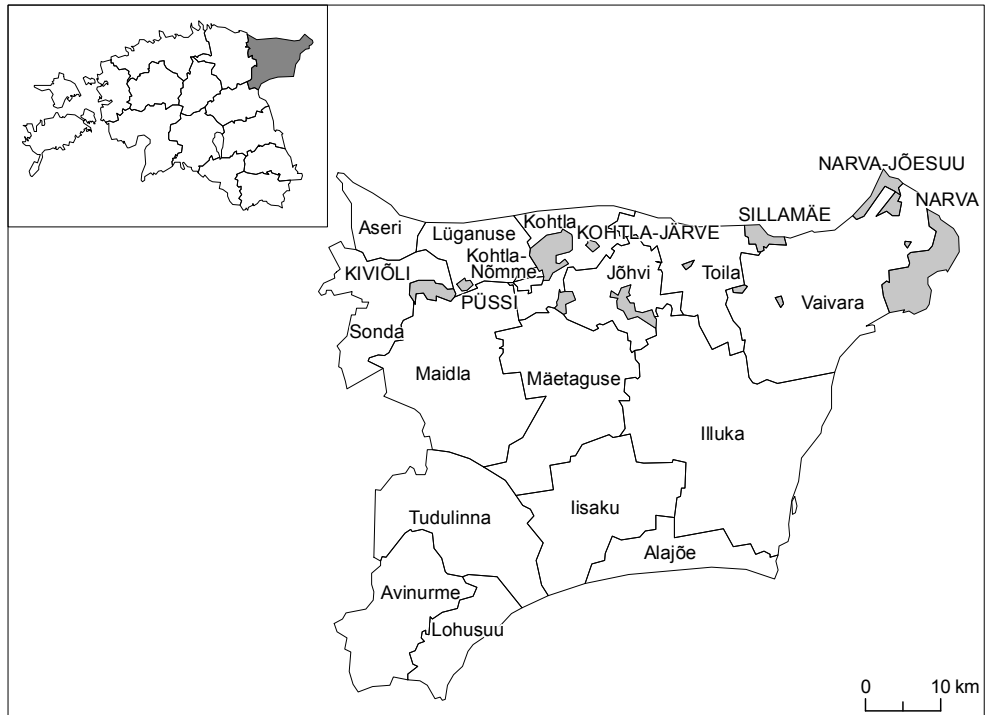 NARVA-JÕESUU
NARVA
SILLAMÄE
Aseri
Lüganuse
Kohtla
KOHTLA-JÄRVE
Kohtla-
Nõmme
KIVIÕLI
Jõhvi
Toila
PÜSSI
Vaivara
Sonda
Maidla
Mäetaguse
Illuka
Iisaku
Tudulinna
Alajõe
Avinurme
Lohusuu
0 10 km